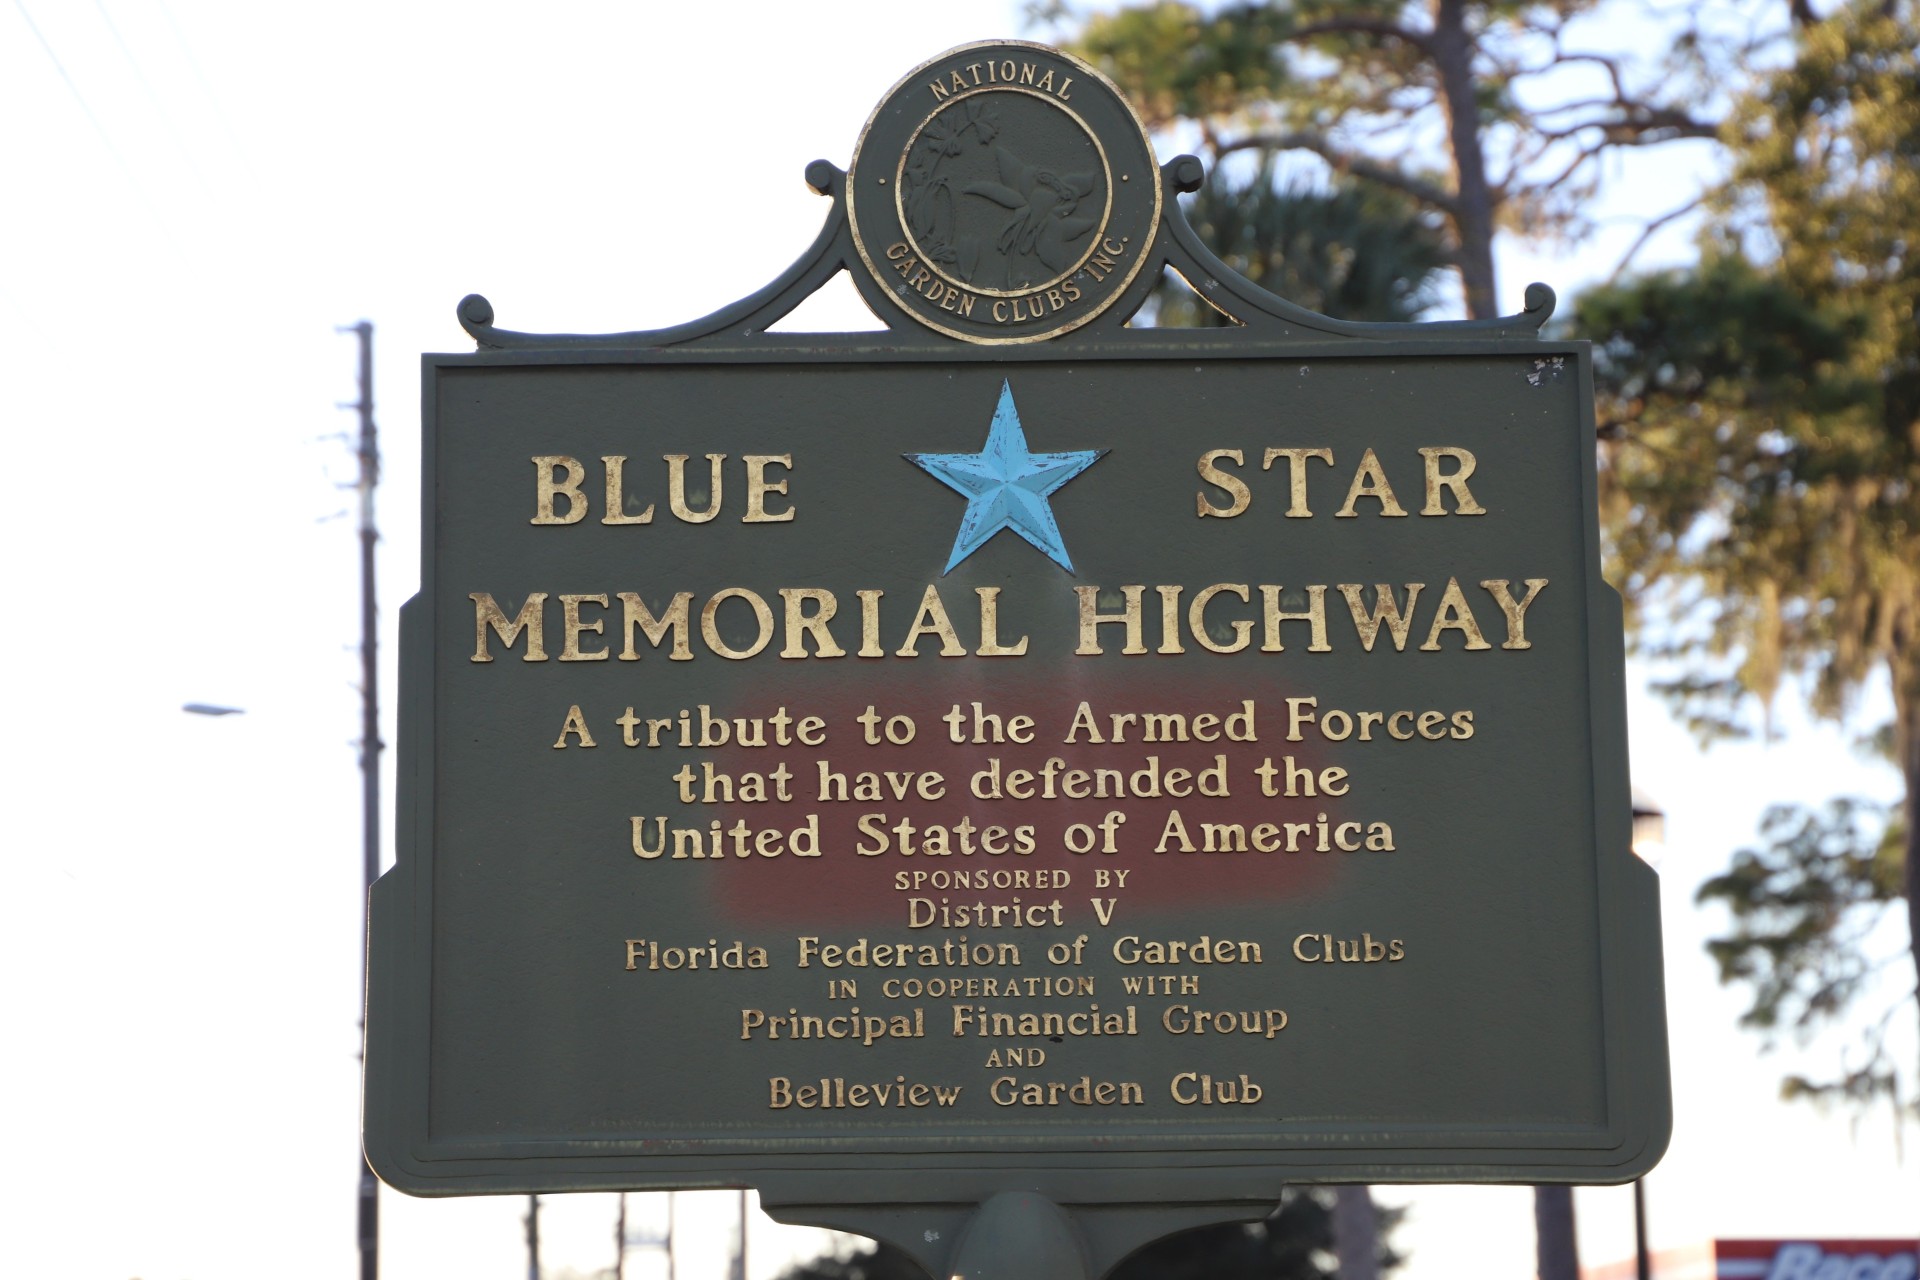 NATIONAL
GARDEN CLUBS INC.
BLUE STAR
MEMORIAL HIGHWAY
A tribute to the Armed Forces
that have defended the
United States of America
SPONSORED BY
District V
Florida Federation of Garden Clubs
IN COOPERATION WITH
Principal Financial Group
AND
Belleview Garden Club